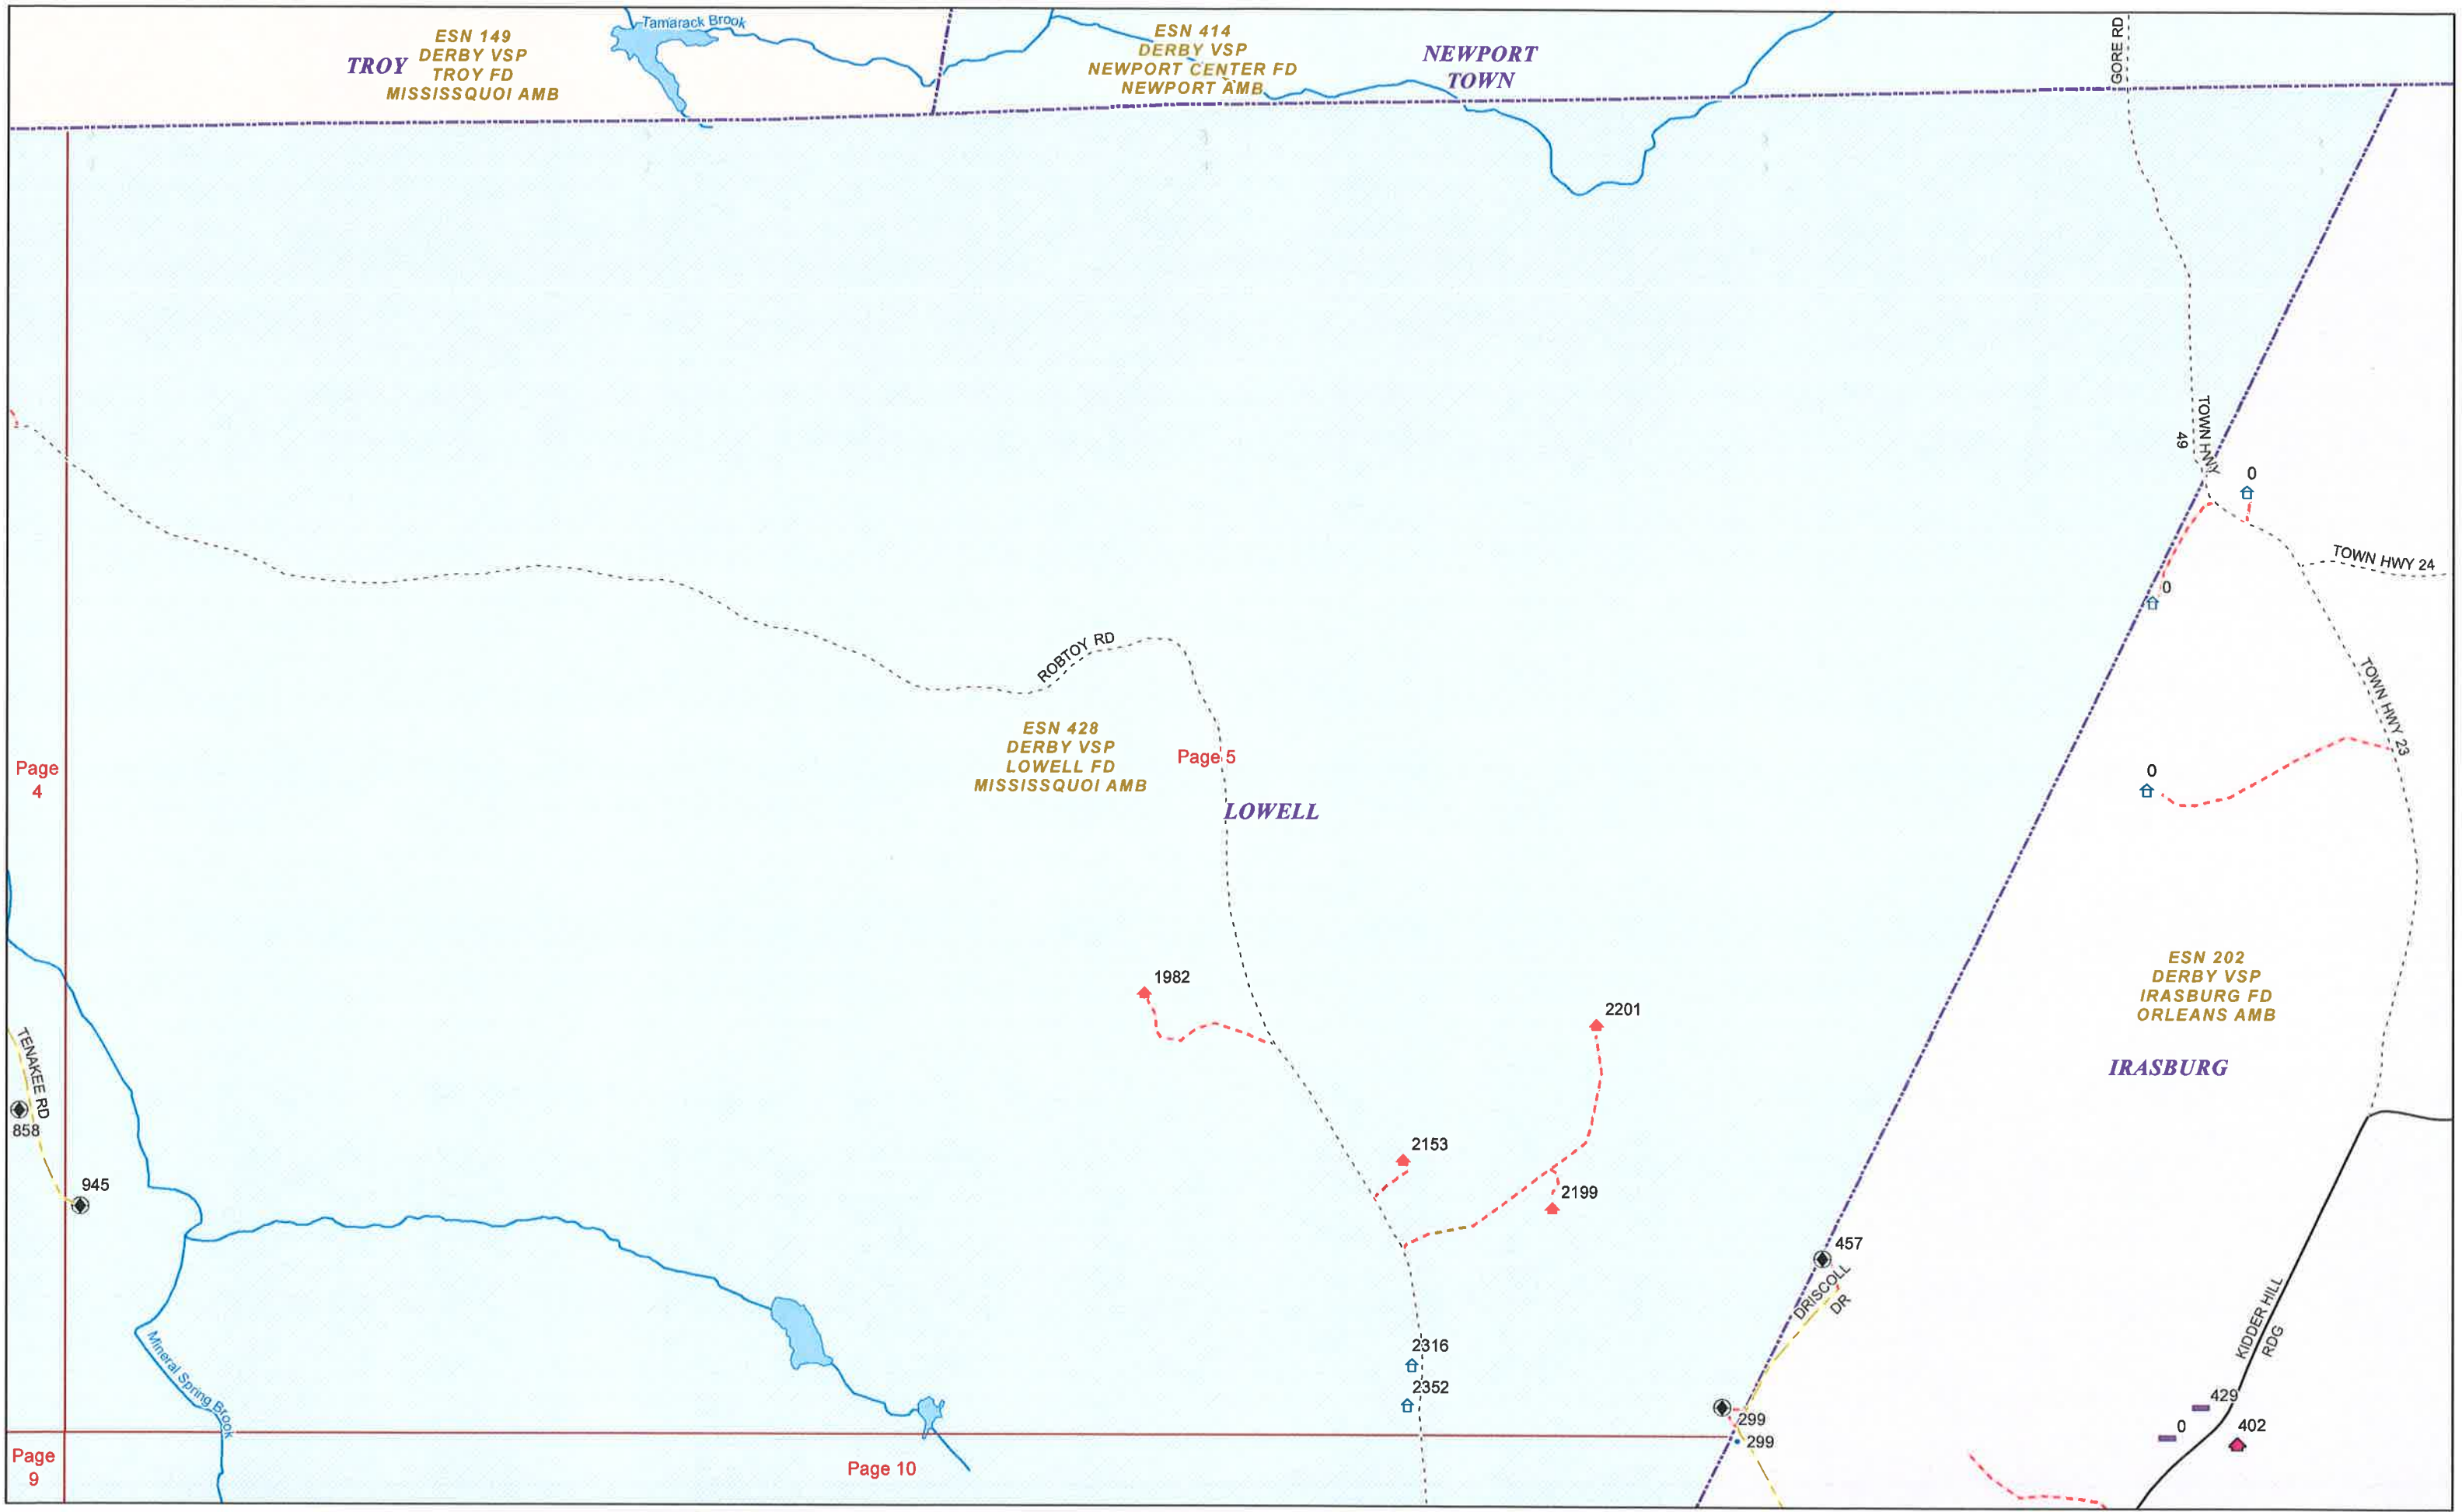 Tamarack Brook
ESN 149
DERBY VSP
TROY FD
MISSISSQUOI AMB
TROY
ESN 414
DERBY VSP
NEWPORT CENTER FD
NEWPORT AMB
NEWPORT
TOWN
GORE RD
TOWN HWY
49
0
0
TOWN HWY 24
TOWN HWY 23
0
ROBTOY RD
ESN 428
DERBY VSP
LOWELL FD
MISSISSQUOI AMB
Page 5
LOWELL
Page
4
ESN 202
DERBY VSP
IRASBURG FD
ORLEANS AMB
IRASBURG
1982
2201
TENAKEE RD
858
945
2153
2199
457
DRISCOLL
DR
2316
2352
299
299
KIDDER HILL
RDG
429
0
402
Mineral Spring Brook
Page
9
Page 10